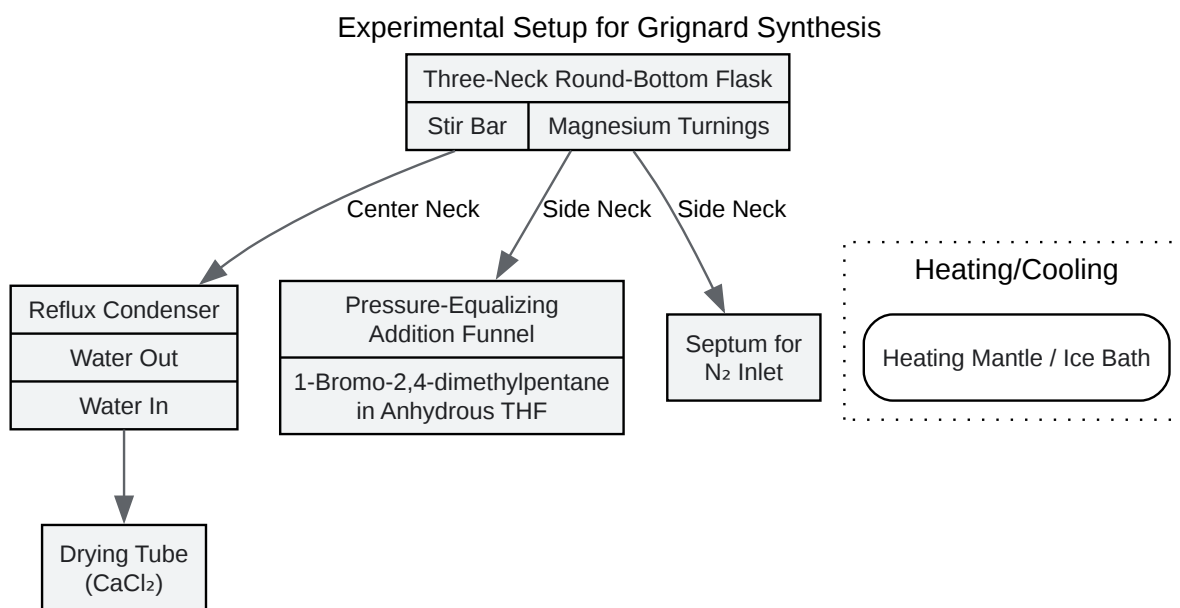 Experimental Setup for Grignard Synthesis
Three-Neck Round-Bottom Flask
Stir Bar
Magnesium Turnings
Center Neck
Side Neck
Side Neck
Reflux Condenser
Water Out
Water In
Pressure-Equalizing
Addition Funnel
1-Bromo-2,4-dimethylpentane
in Anhydrous THF
Septum for
N₂ Inlet
Heating/Cooling
Heating Mantle / Ice Bath
Drying Tube
(CaCl₂)